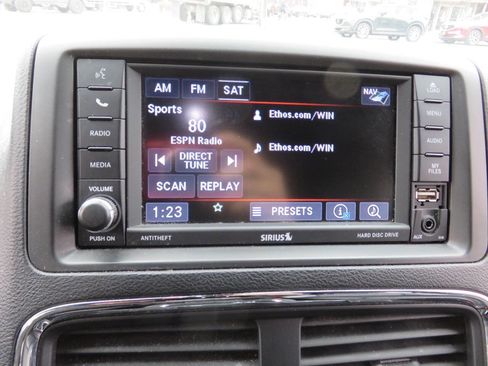 AM FM SAT NAV
LOAD
Sports
Ethos.com/WIN
80
MENU
ESPN Radio
RADIO
AUDIO
Ethos.com/WIN
DIRECT
TUNE
MEDIA
MY
FILES
SCAN REPLAY
VOLUME
1:23
PRESETS
PUSH ON
ANTITHEFT
SIRIUS
HARD DISC DRIVE
AUX